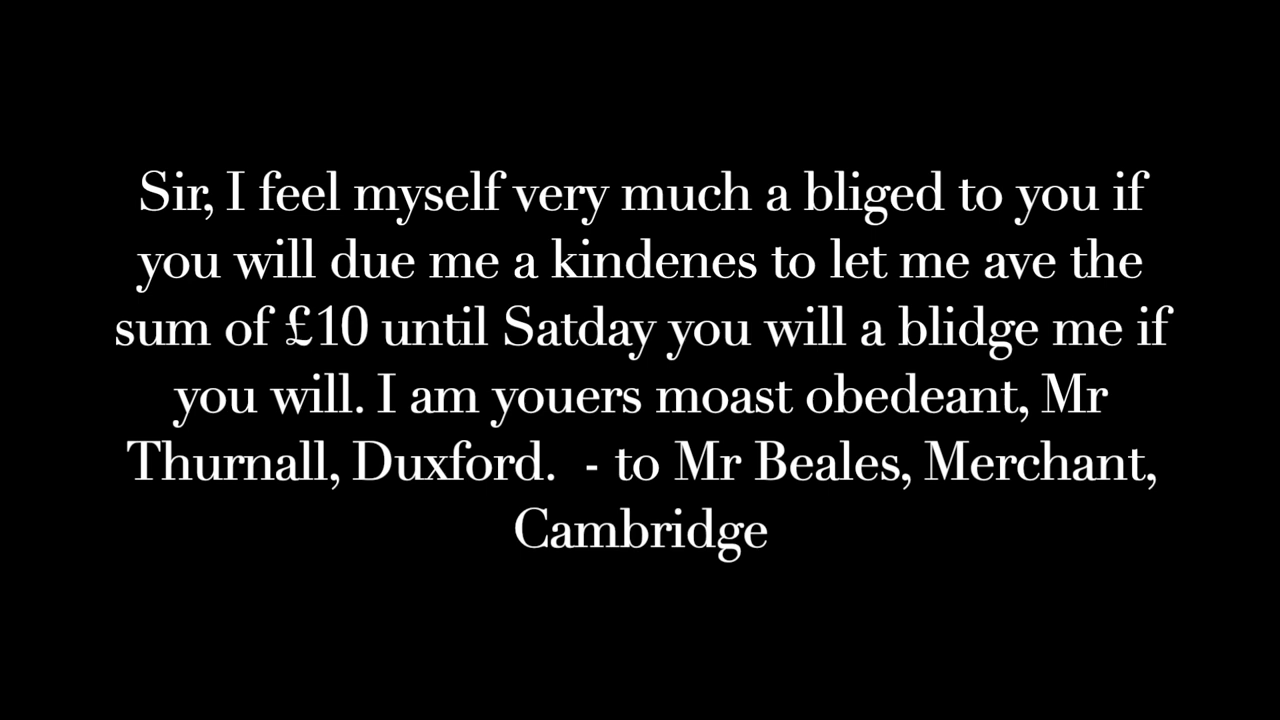 Sir, I feel myself very much a bliged to you if
you will due me a kindenes to let me ave the
sum of £10 until Satday you will a blidge me if
you will. I am youers moast obedeant, Mr
Thurnall, Duxford.  - to Mr Beales, Merchant,
Cambridge